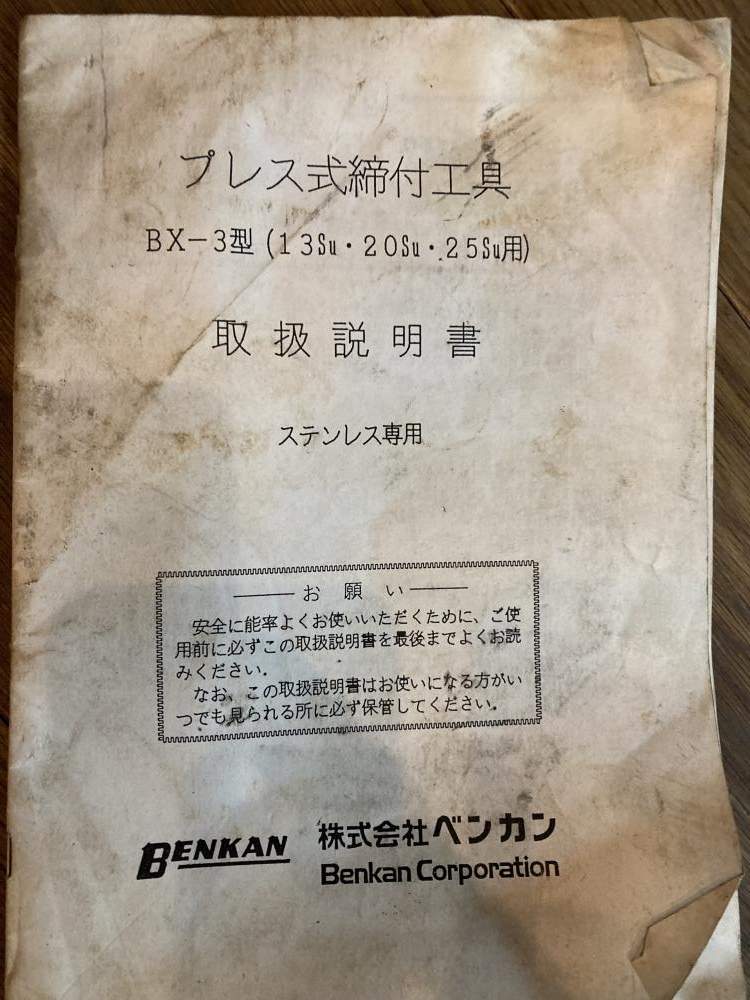 プレス式締付工具
BX-3型(13Su・20Su・25Su用)
取扱説明書
ステンレス専用
お願い
安全に能率よくお使いいただくために、ご使
用前に必ずこの取扱説明書を最後までよくお読
みください.
なお、この取扱説明書はお使いになる方がい
つでも見られる所に必ず保管してください.
BENKAN 株式会社ベンカン
Benkan Corporation